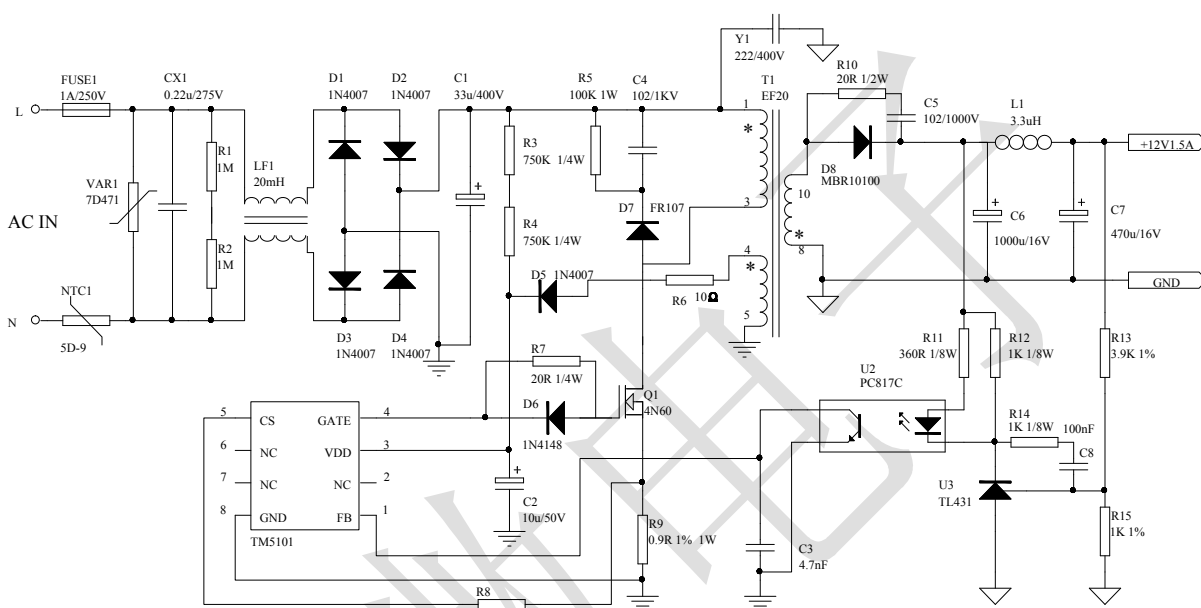 Y1
222/400V
FUSE1
1A/250V
CX1
0.22u/275V
D1
1N4007
D2
1N4007
C1
33u/400V
R5
100K 1W
C4
102/1KV
T1
EF20
R10
20R 1/2W
C5
102/1000V
L1
3.3uH
L
1
*
+12V1.5A
R1
1M
R3
750K 1/4W
LF1
20mH
VAR1
7D471
D8
MBR10100
10
AC IN
R4
750K 1/4W
D7
FR107
3
+
+
+
C6
1000u/16V
C7
470u/16V
R2
1M
*
8
D5
1N4007
4
*
R6
10Ω
GND
NTC1
5D-9
N
5
D3
1N4007
D4
1N4007
R7
20R 1/4W
R11
360R 1/8W
R12
1K 1/8W
R13
3.9K 1%
U2
PC817C
D6
1N4148
Q1
4N60
R14
1K 1/8W
100nF
C8
5
CS
GATE
4
6
NC
VDD
3
7
NC
NC
2
8
GND
FB
1
TM5101
+
C2
10u/50V
U3
TL431
R9
0.9R 1% 1W
C3
4.7nF
R15
1K 1%
R8